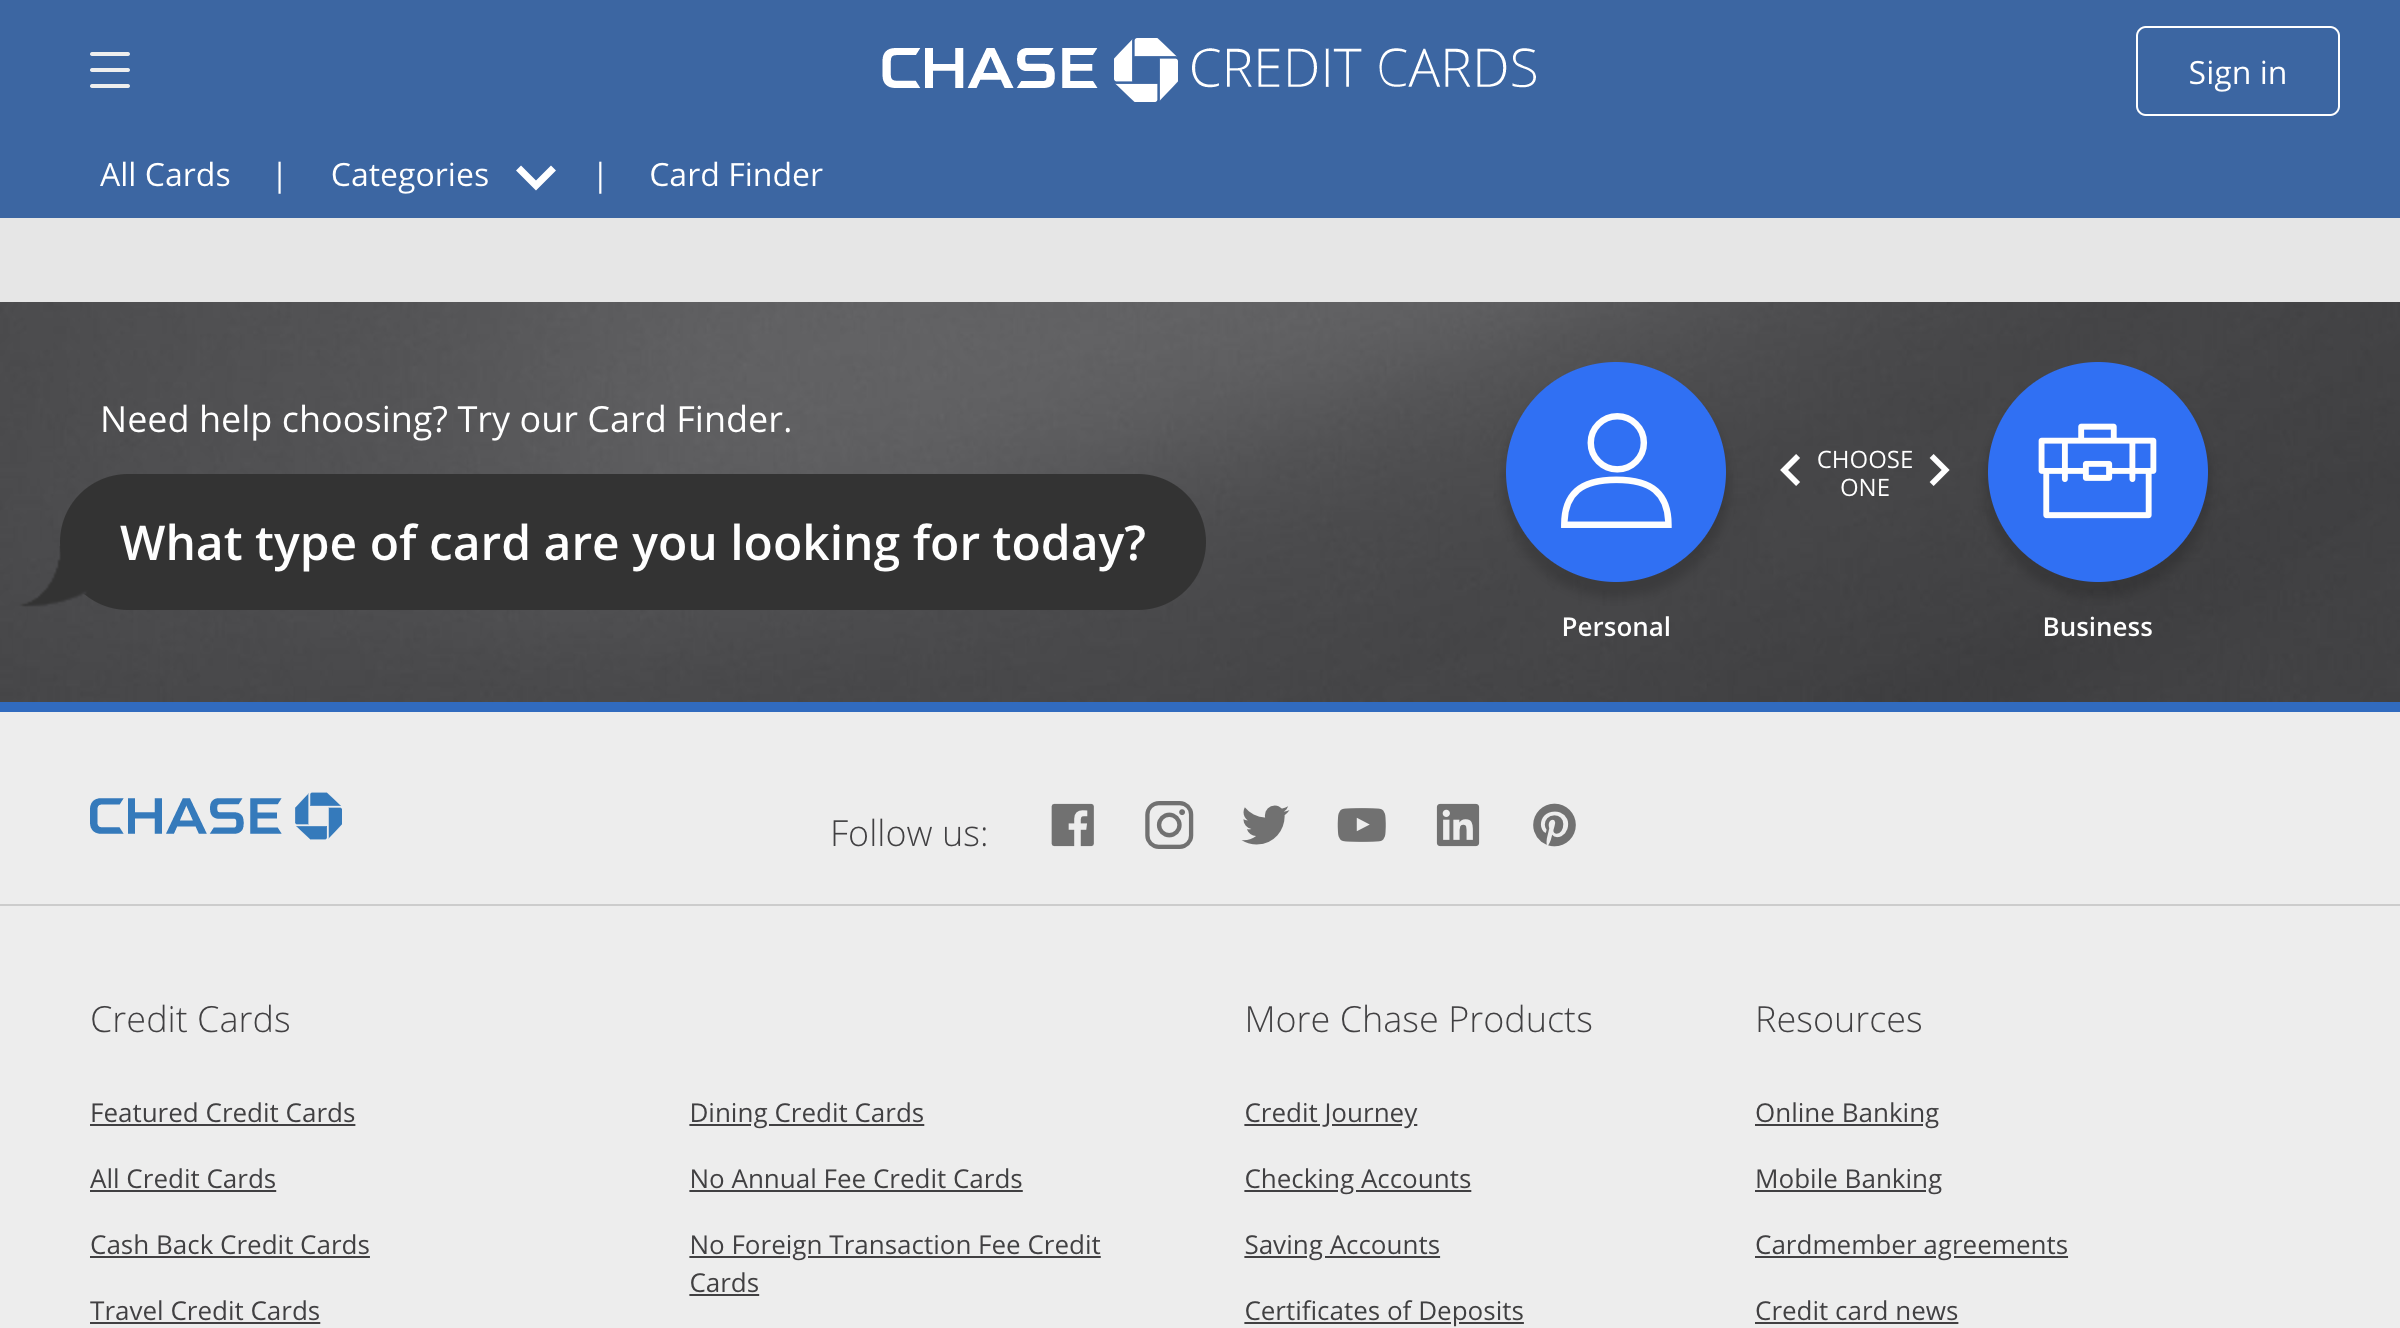 CHASE CREDIT CARDS
Sign in
All Cards | Categories | Card Finder
Need help choosing? Try our Card Finder.
What type of card are you looking for today?
CHOOSE
ONE
Personal
Business
CHASE
Follow us:
Credit Cards
Featured Credit Cards
All Credit Cards
Cash Back Credit Cards
Travel Credit Cards
Dining Credit Cards
No Annual Fee Credit Cards
No Foreign Transaction Fee Credit
Cards
More Chase Products
Credit Journey
Checking Accounts
Saving Accounts
Certificates of Deposits
Resources
Online Banking
Mobile Banking
Cardmember agreements
Credit card news